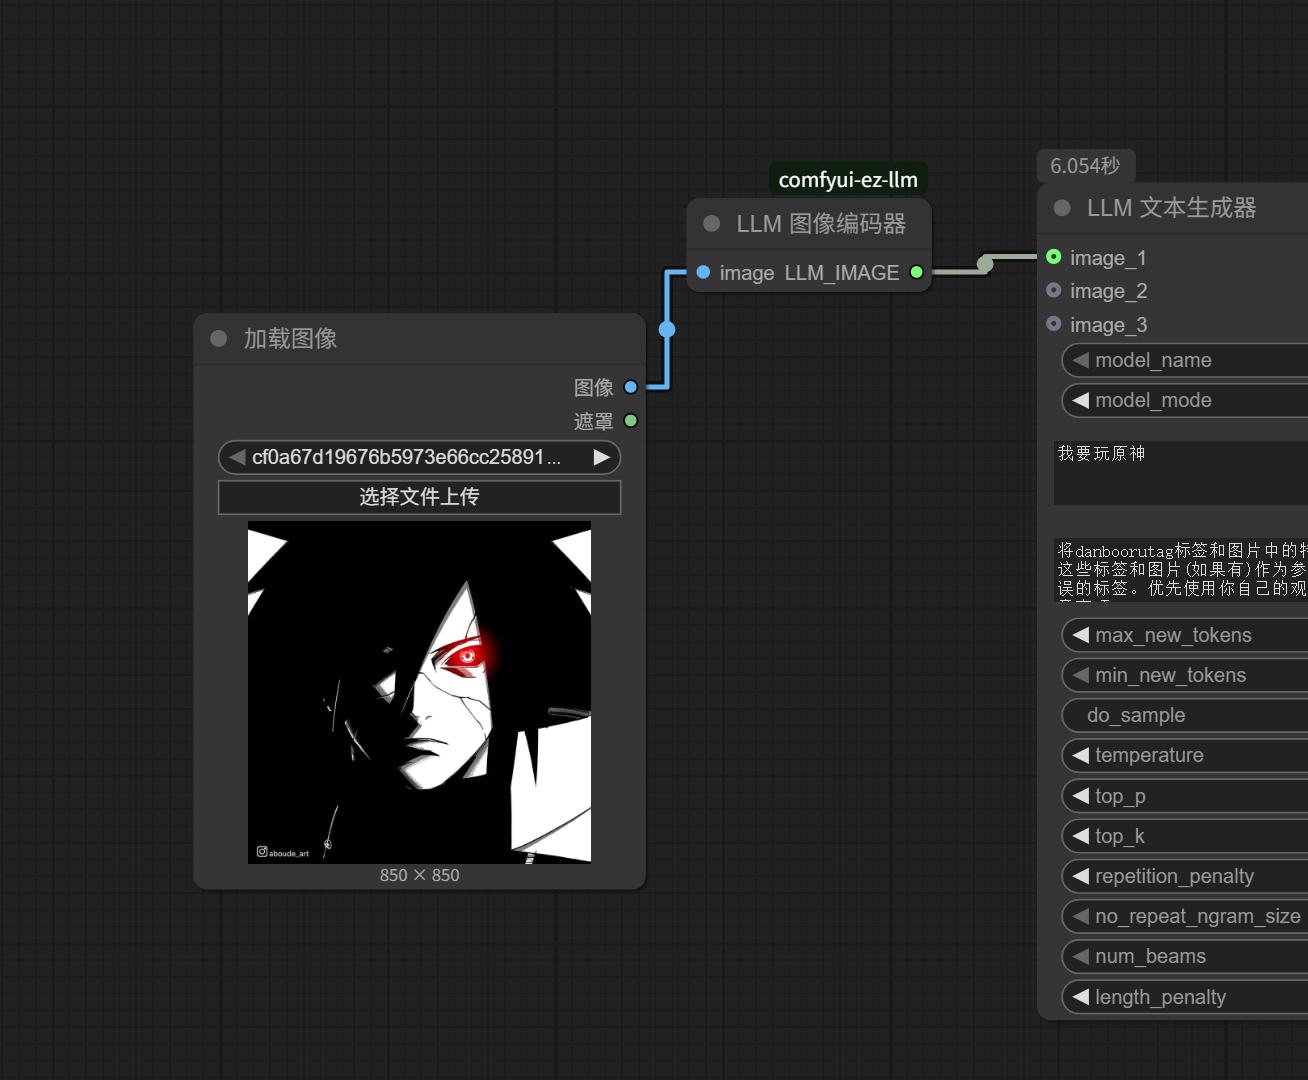 comfyui-ez-llm
LLM 图像编码器
image LLM_IMAGE
加载图像
图像
遮罩
cf0a67d19676b5973e66cc25891...
选择文件上传
aboude_art
850 × 850
6.054秒
LLM 文本生成器
image_1
image_2
image_3
model_name
model_mode
我要玩原神
将danboorutag标签和图片中的特
这些标签和图片(如果有)作为参
误的标签。优先使用你自己的观
max_new_tokens
min_new_tokens
do_sample
temperature
top_p
top_k
repetition_penalty
no_repeat_ngram_size
num_beams
length_penalty